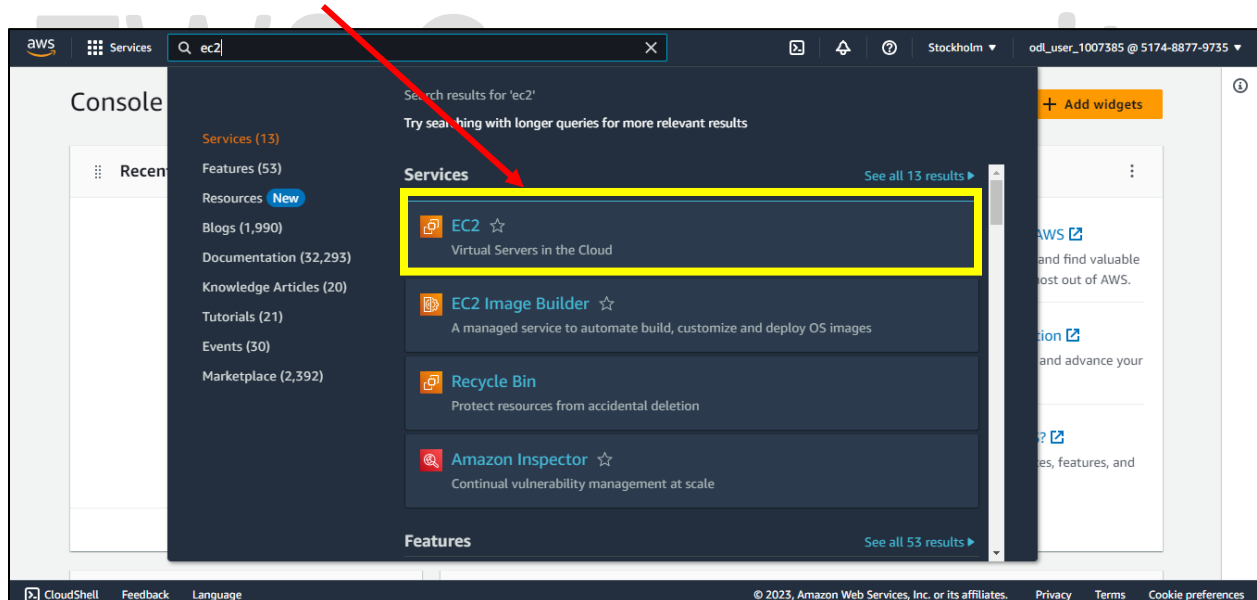 aws
Services
ec2
Stockholm
odl_user_1007385 @ 5174-8877-9735
Console
Search results for 'ec2'
Try searching with longer queries for more relevant results
+ Add widgets
Services (13)
Features (53)
Resources New
Blogs (1,990)
Documentation (32,293)
Knowledge Articles (20)
Tutorials (21)
Events (30)
Marketplace (2,392)
Recen
Services
See all 13 results
EC2
Virtual Servers in the Cloud
EC2 Image Builder
A managed service to automate build, customize and deploy OS images
Recycle Bin
Protect resources from accidental deletion
Amazon Inspector
Continual vulnerability management at scale
Features
See all 53 results
AWS
and find valuable
ost out of AWS.
tion
and advance your
s?
es, features, and
CloudShell
Feedback
Language
© 2023, Amazon Web Services, Inc. or its affiliates.
Privacy
Terms
Cookie preferences